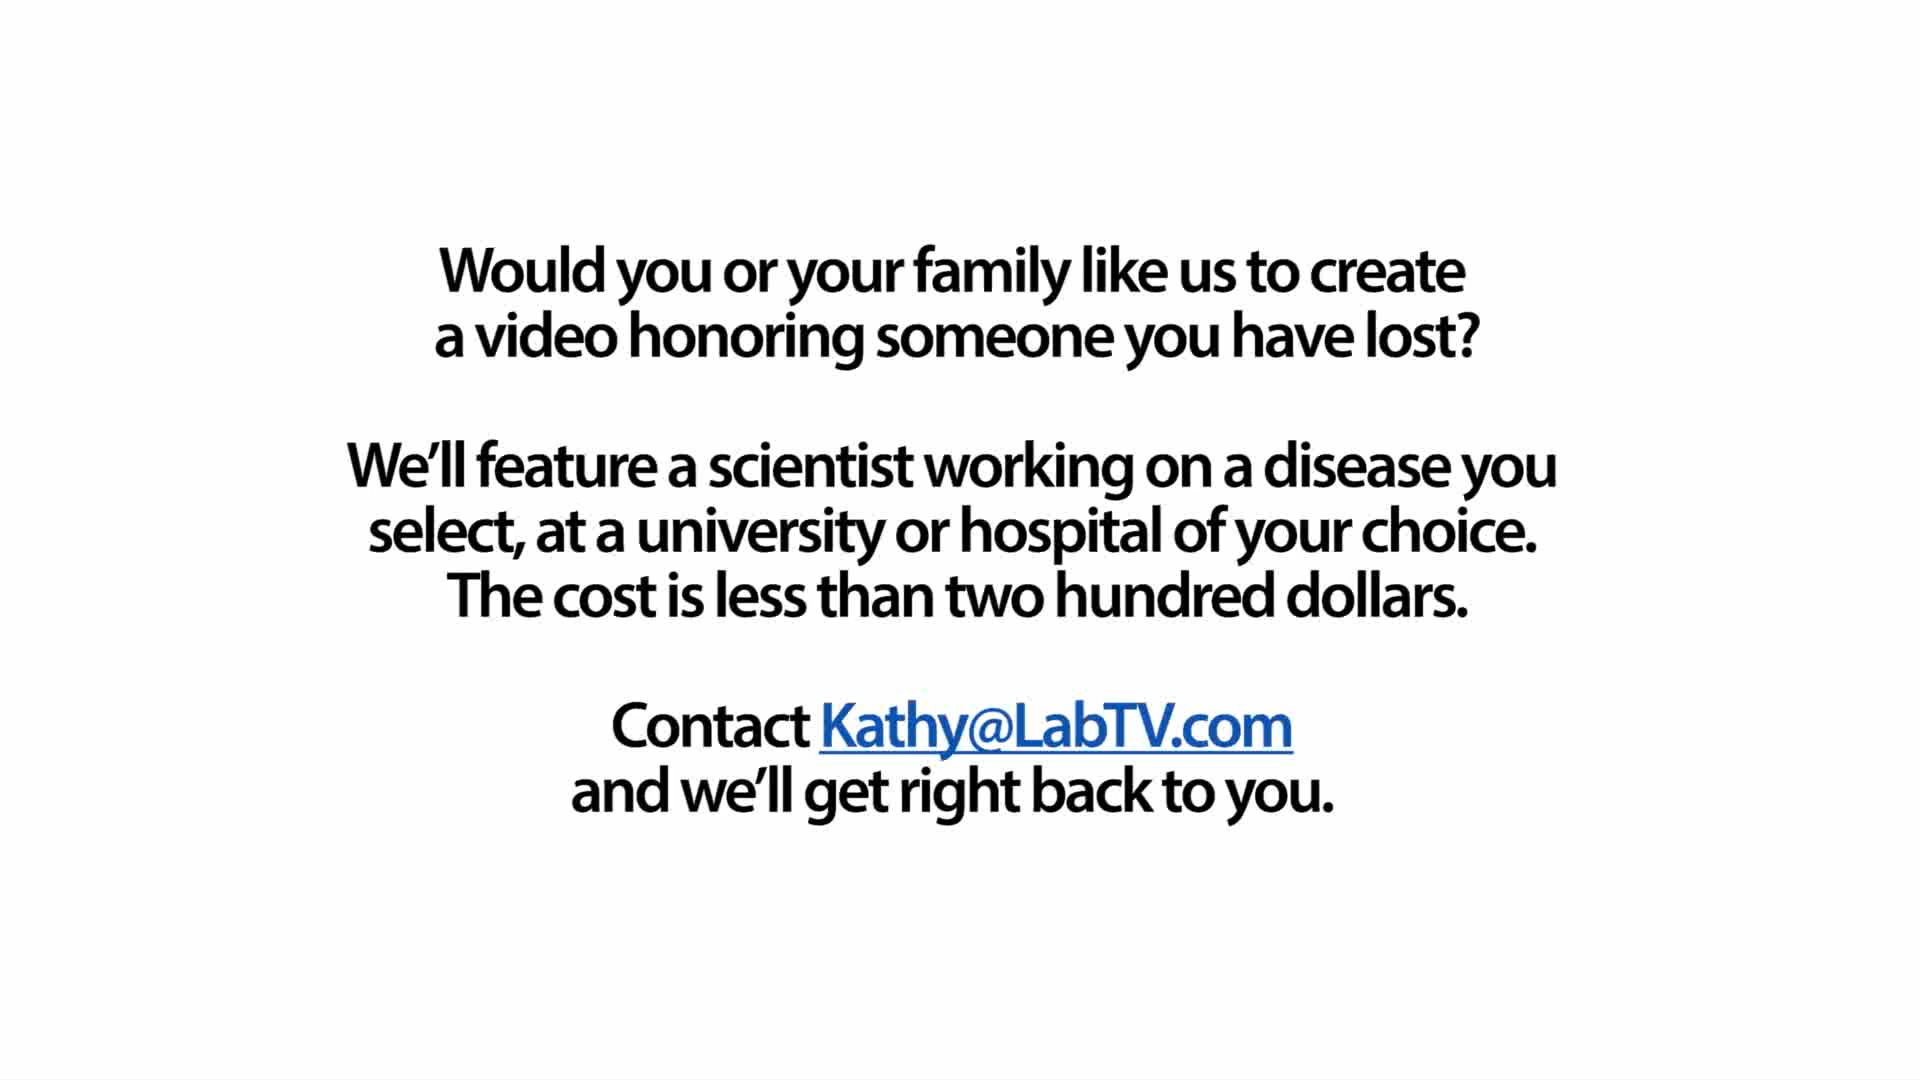 Would you or your family like us to create
a video honoring someone you have lost?
We’ll feature a scientist working on a disease you
select, at a university or hospital of your choice.
The cost is less than two hundred dollars.
Contact Kathy@LabTV.com
and we’ll get right back to you.